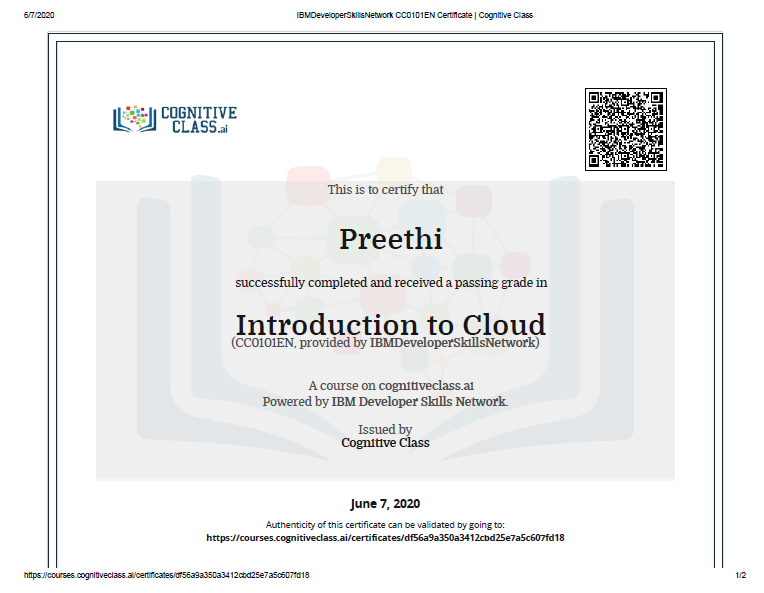 6/7/2020 IBMDeveloperSkillsNetwork CC0101EN Certificate | Cognitive Class
COGNITIVE
CLASS.ai
This is to certify that
Preethi
successfully completed and received a passing grade in
Introduction to Cloud
(CC0101EN, provided by IBMDeveloperSkillsNetwork)
A course on cognitiveclass.ai
Powered by IBM Developer Skills Network.
Issued by
Cognitive Class
June 7, 2020
Authenticity of this certificate can be validated by going to:
https://courses.cognitiveclass.ai/certificates/df56a9a350a3412cbd25e7a5c607fd18
https://courses.cognitiveclass.ai/certificates/df56a9a350a3412cbd25e7a5c607fd18 1/2